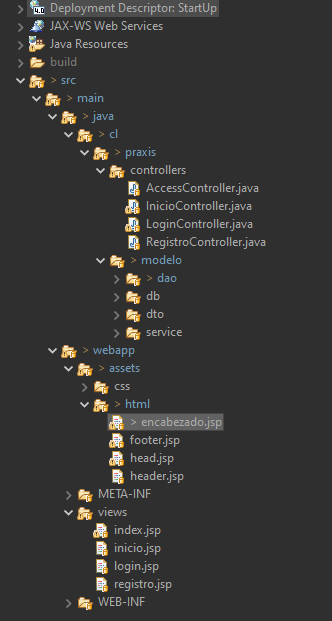 Deployment Descriptor: StartUp
JAX-WS Web Services
Java Resources
build
> src
> main
> java
> cl
> praxis
controllers
AccessController.java
InicioController.java
LoginController.java
RegistroController.java
> modelo
> dao
db
dto
service
> webapp
> assets
css
> html
> encabezado.jsp
footer.jsp
head.jsp
header.jsp
META-INF
views
index.jsp
inicio.jsp
login.jsp
registro.jsp
WEB-INF